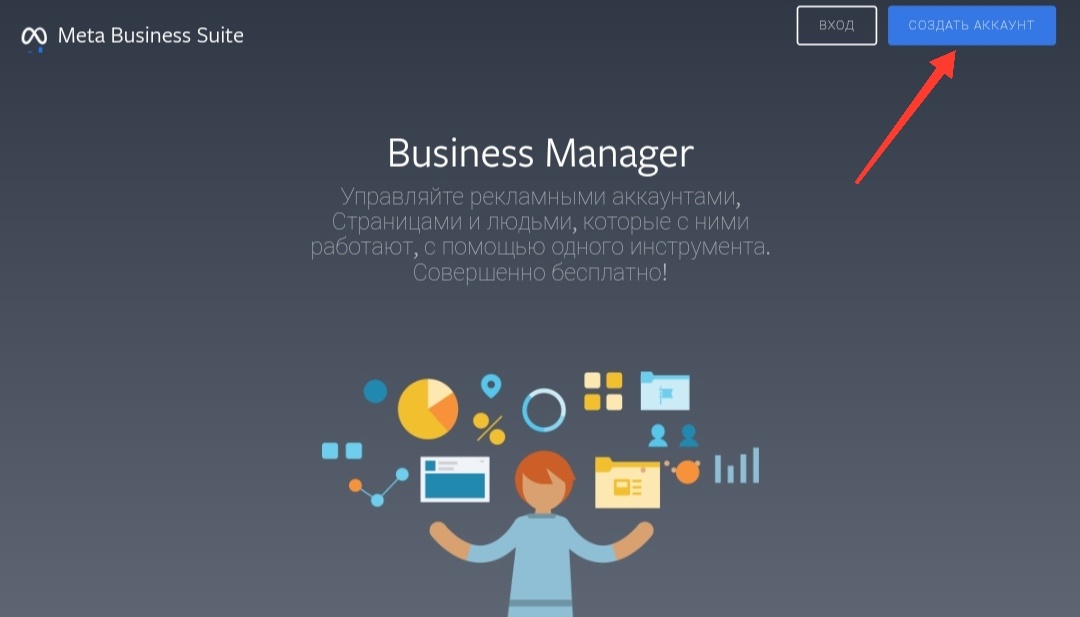 Meta Business Suite
ВХОД
СОЗДАТЬ АККАУНТ
Business Manager
Управляйте рекламными аккаунтами,
Страницами и людьми, которые с ними
работают, с помощью одного инструмента.
Совершенно бесплатно!